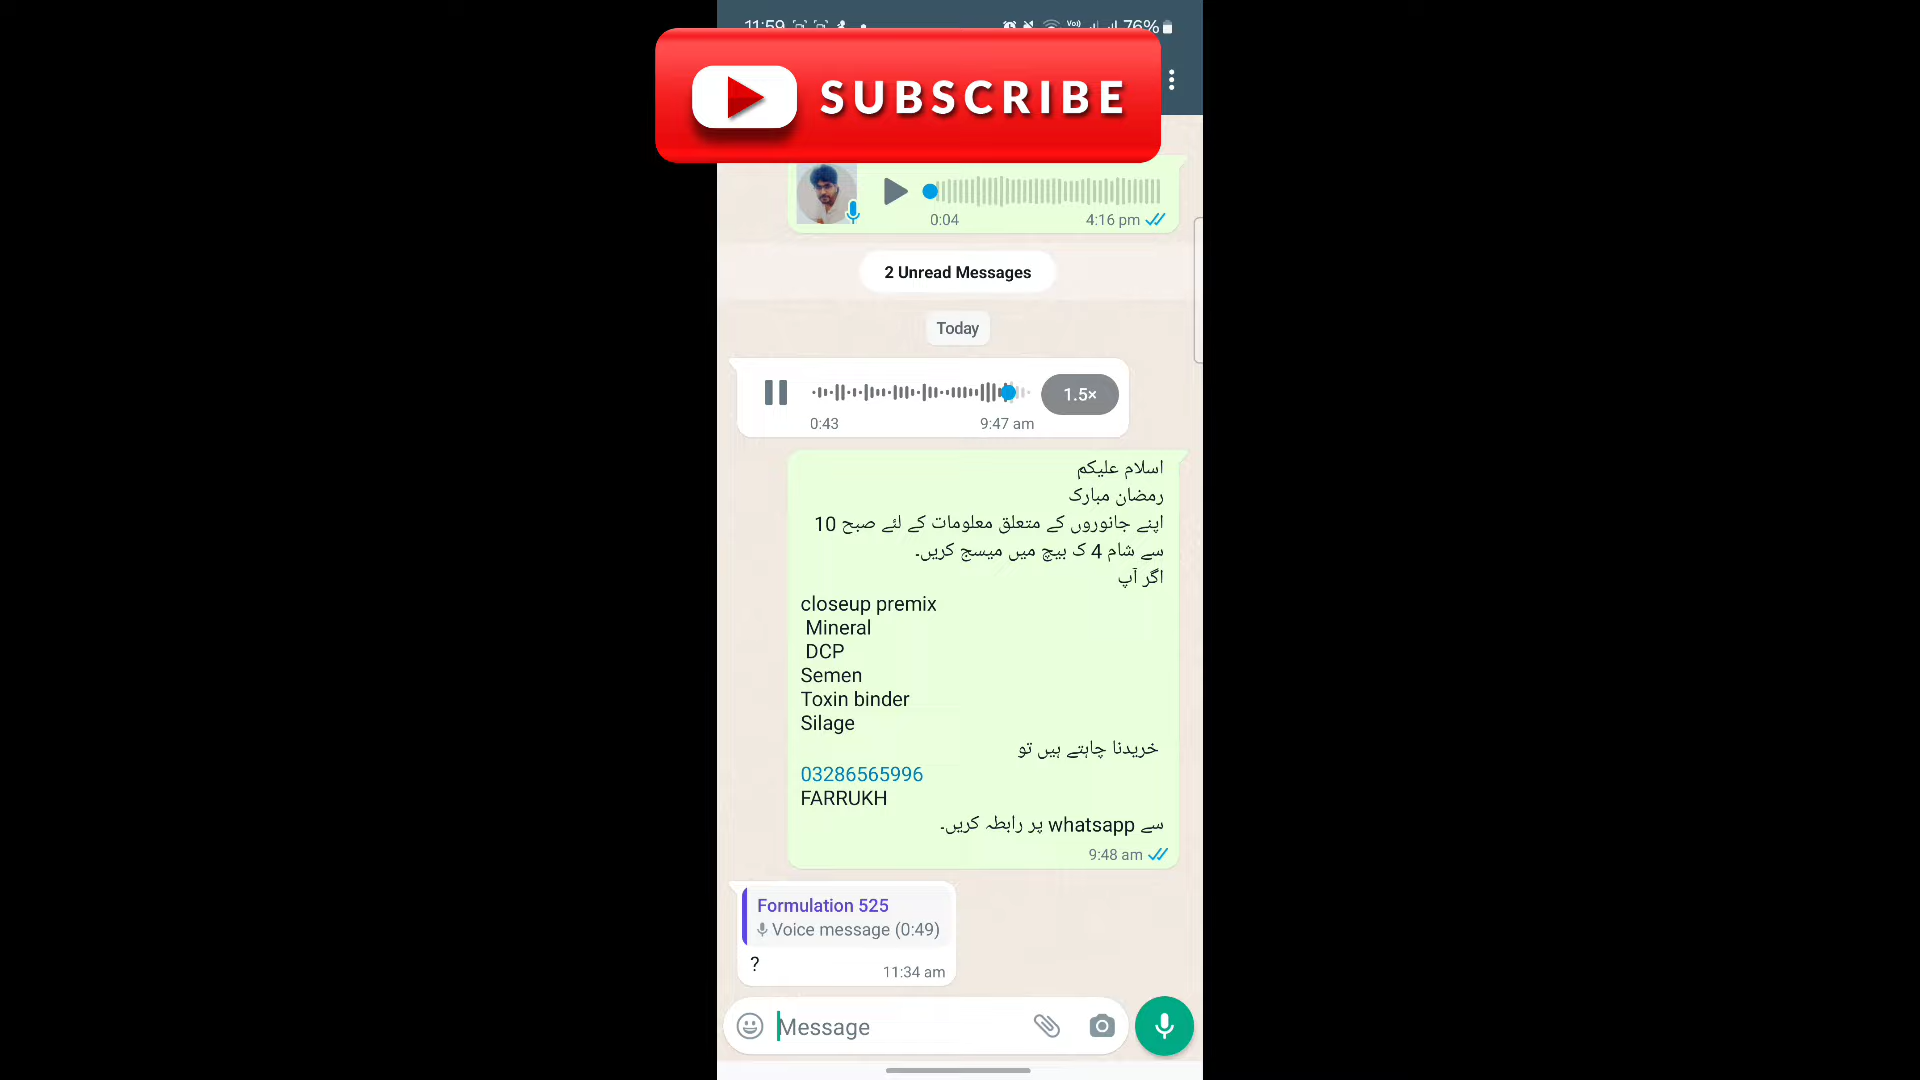 11:59
76%
SUBSCRIBE
0:04
4:16 pm
2 Unread Messages
Today
1.5×
0:43
9:47 am
اسلام علیکم
رمضان مبارک
اپنے جانوروں کے متعلق معلومات کے لئے صبح 10
سے شام 4 ک بیچ میں میسج کریں۔
اگر آپ
closeup premix
Mineral
DCP
Semen
Toxin binder
Silage
خریدنا چاہتے ہیں تو
03286565996
FARRUKH
سے whatsapp پر رابطہ کریں۔
9:48 am
Formulation 525
Voice message (0:49)
?
11:34 am
Message